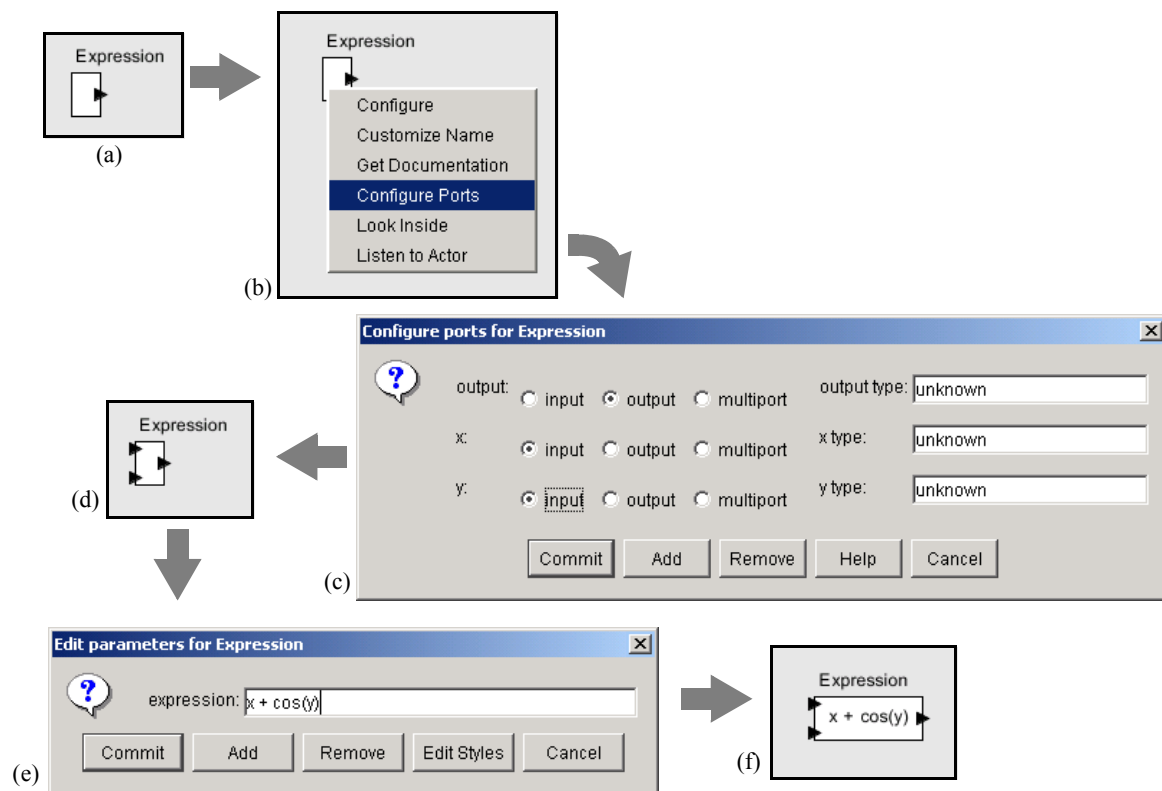 Expression
(a)
Expression
Configure
Customize Name
Get Documentation
Configure Ports
Look Inside
Listen to Actor
(b)
Configure ports for Expression
output: input output multiport output type: unknown
x: input output multiport x type: unknown
y: input output multiport y type: unknown
Commit Add Remove Help Cancel
(c)
Expression
(d)
Edit parameters for Expression
expression: x + cos(y)
Commit Add Remove Edit Styles Cancel
(e)
Expression
x + cos(y)
(f)